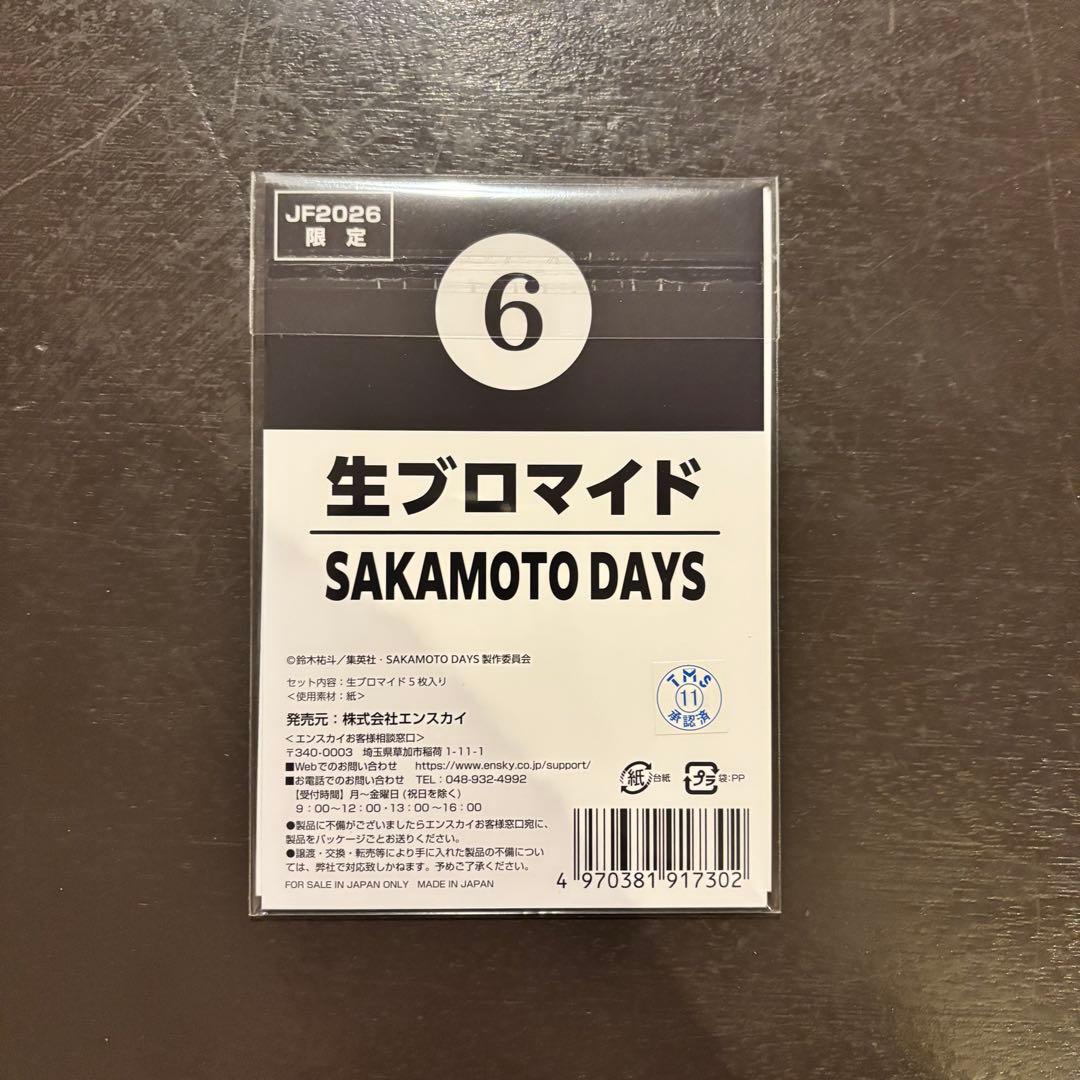 JF2026
限 定
6
生ブロマイド
SAKAMOTO DAYS
©鈴木祐斗／集英社・SAKAMOTO DAYS 製作委員会
セット内容：生ブロマイド5枚入り
＜使用素材：紙＞
発売元：株式会社エンスカイ
＜エンスカイお客様相談窓口＞
〒340-0003 埼玉県草加市稲荷 1-11-1
■Webでのお問い合わせ https://www.ensky.co.jp/support/
■お電話でのお問い合わせ TEL：048-932-4992
【受付時間】月～金曜日 (祝日を除く)
9：00～12：00・13：00～16：00
●製品に不備がございましたらエンスカイお客様窓口宛に、
製品をパッケージごとお送りください。
●譲渡・交換・転売等により手に入れた製品の不備につい
ては、弊社で対応致しかねます。予めご了承ください。
FOR SALE IN JAPAN ONLY MADE IN JAPAN
TMS
11
承認済
紙 台紙
プラ 袋:PP
4 970381 917302